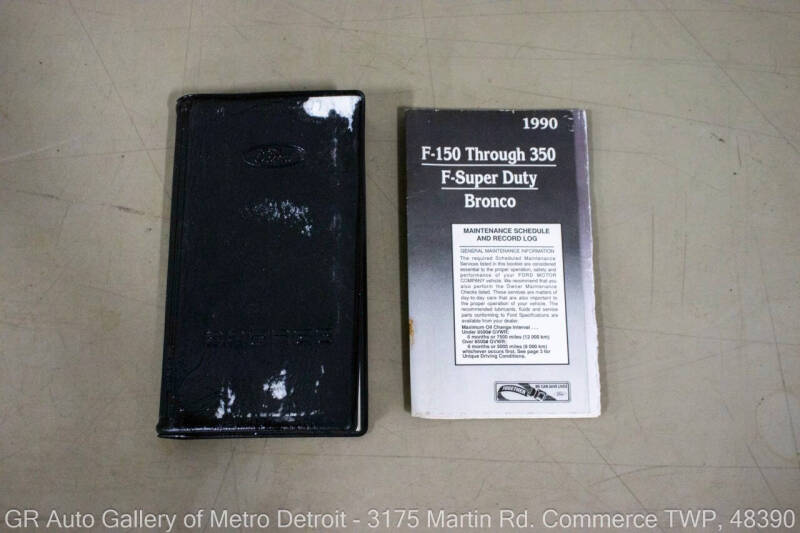 Ford
1990
F-150 Through 350
F-Super Duty
Bronco
MAINTENANCE SCHEDULE
AND RECORD LOG
GENERAL MAINTENANCE INFORMATION
The required Scheduled Maintenance
Services listed in this booklet are considered
essential to the proper operation, safety and
performance of your FORD MOTOR
COMPANY vehicle. We recommend that you
also perform the Owner Maintenance
Checks listed. These services are matters of
day-to-day care that are also important to
the proper operation of your vehicle. The
recommended lubricants, fluids and service
parts conforming to Ford Specifications are
available from your dealer.
Maximum Oil Change Interval . . .
Under 8500# GVWR:
6 months or 7500 miles (12 000 km)
Over 8500# GVWR:
6 months or 5000 miles (8 000 km)
whichever occurs first. See page 3 for
Unique Driving Conditions.
TOGETHER
WE CAN SAVE LIVES
Ford
GR Auto Gallery of Metro Detroit - 3175 Martin Rd. Commerce TWP, 48390